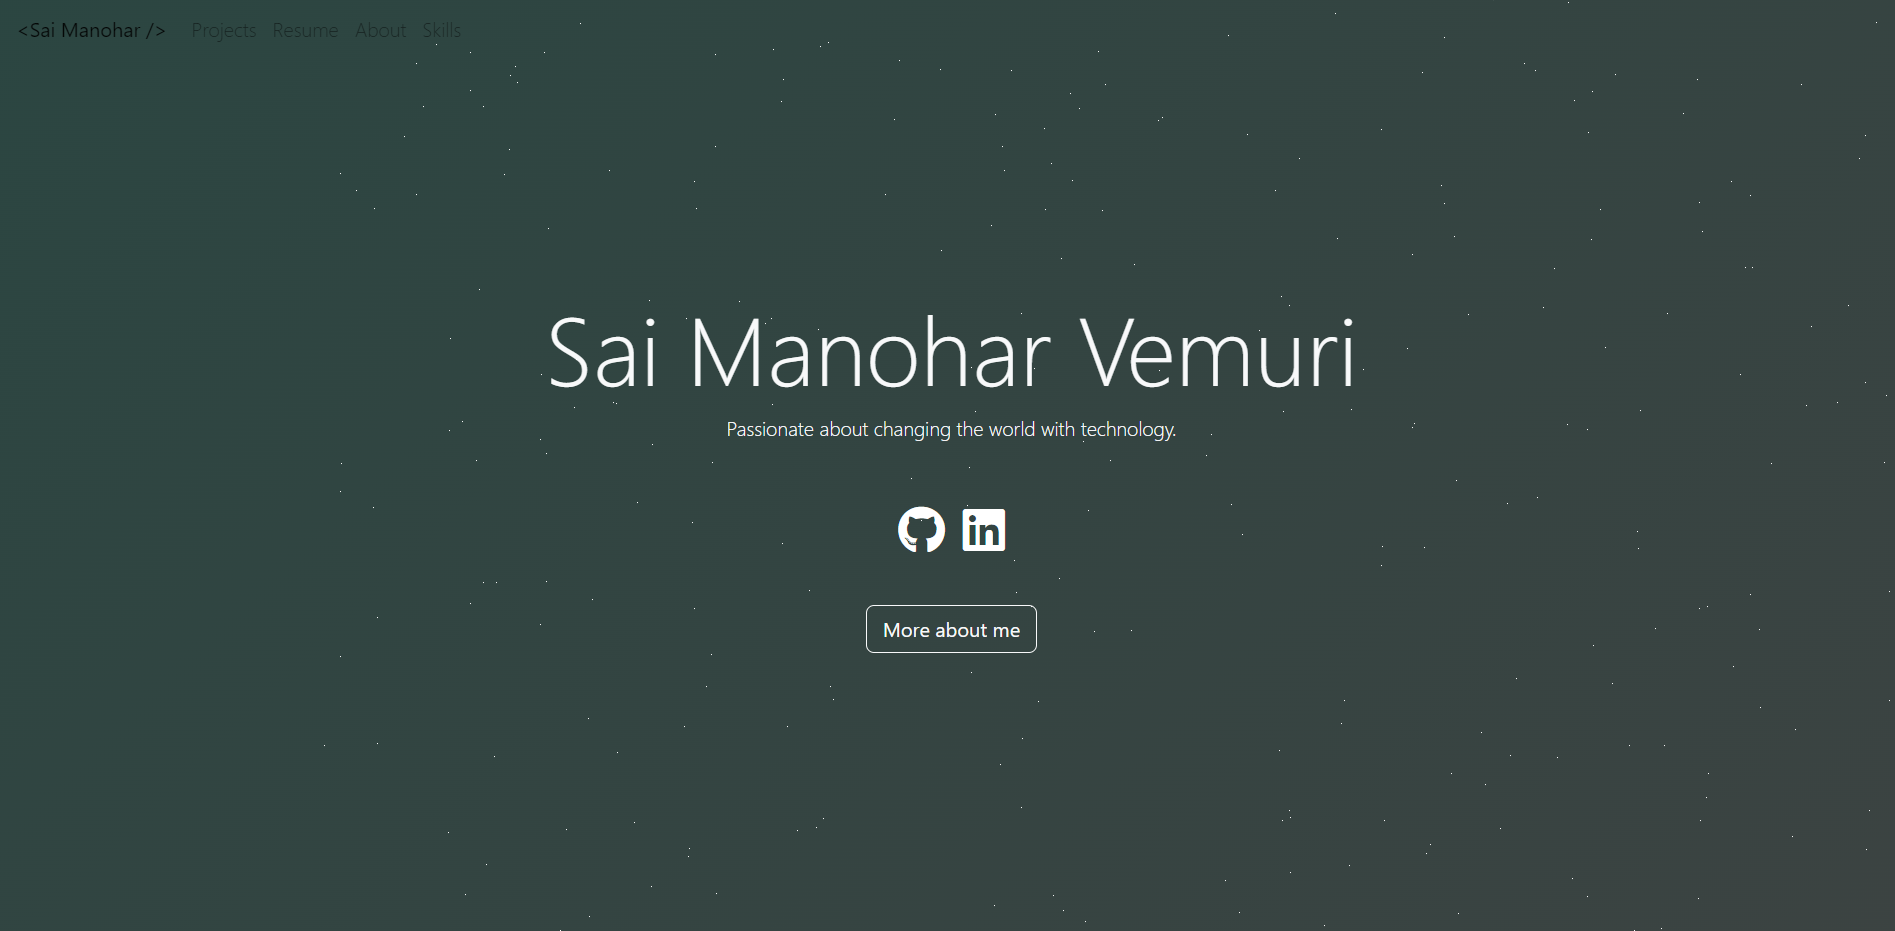 <Sai Manohar /> Projects Resume About Skills
Sai Manohar Vemuri
Passionate about changing the world with technology.
in
More about me